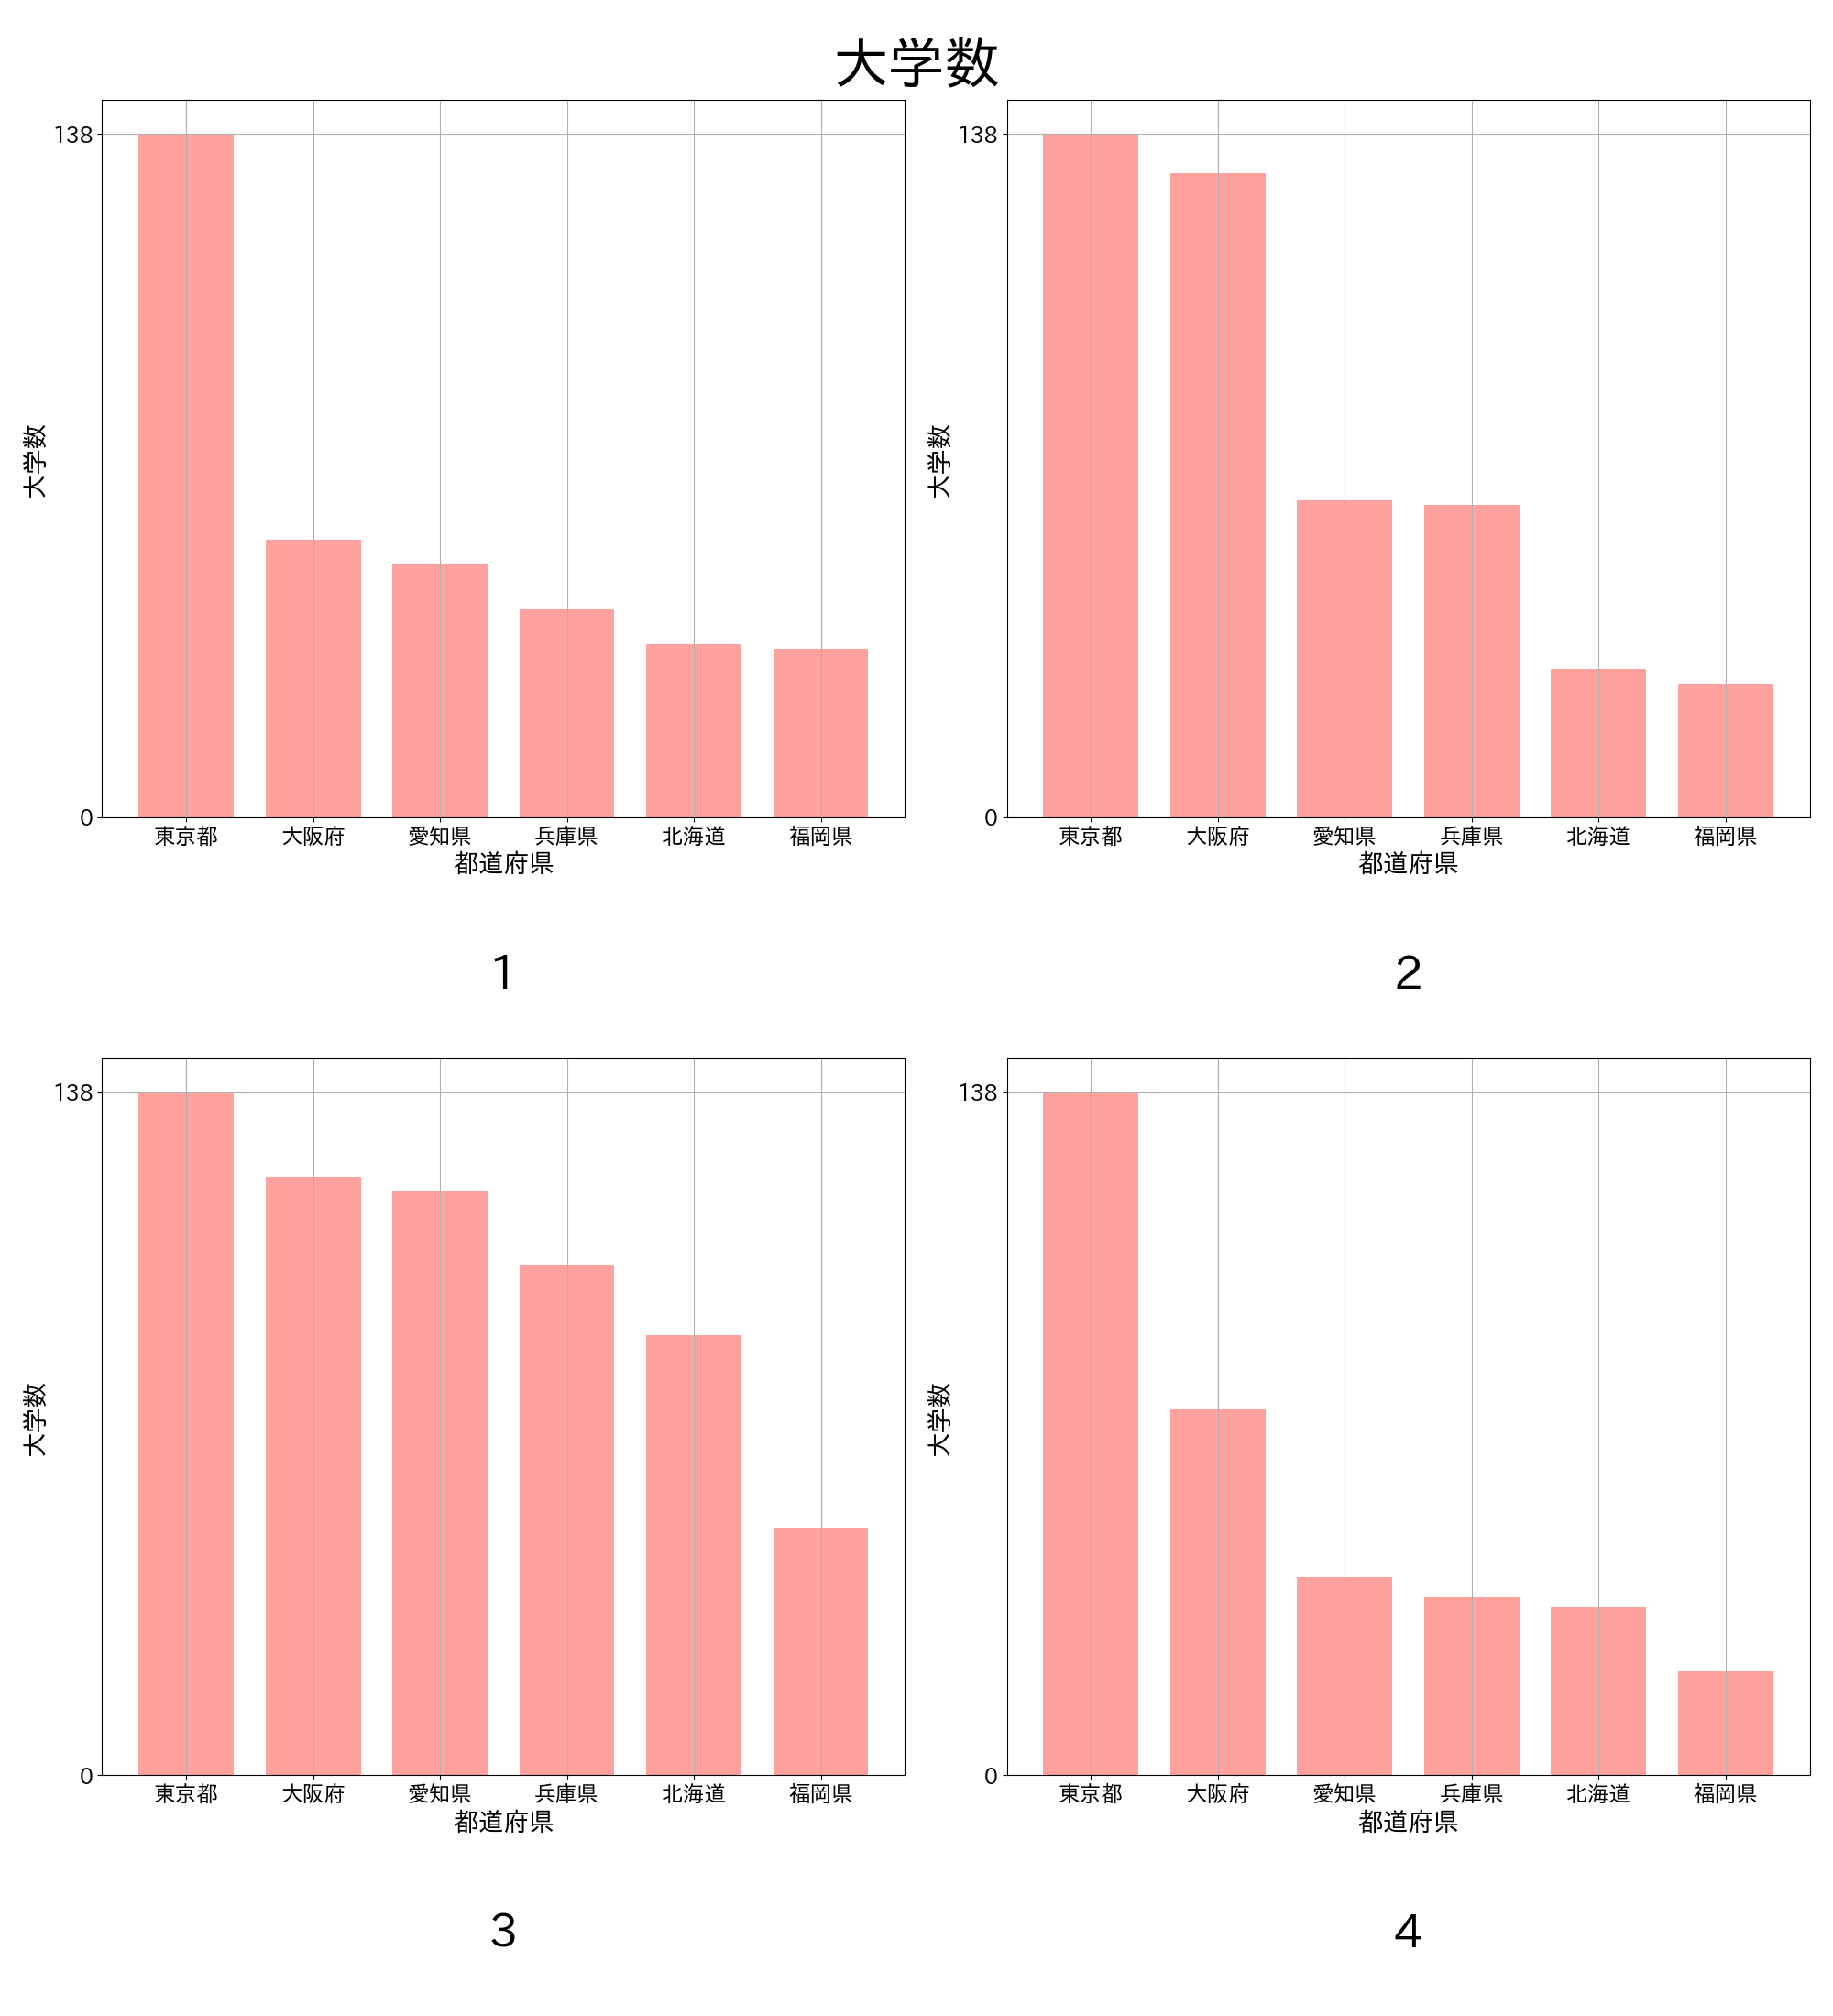 大学数
138
0
大学数
東京都 大阪府 愛知県 兵庫県 北海道 福岡県
都道府県
1
138
0
大学数
東京都 大阪府 愛知県 兵庫県 北海道 福岡県
都道府県
2
138
0
大学数
東京都 大阪府 愛知県 兵庫県 北海道 福岡県
都道府県
3
138
0
大学数
東京都 大阪府 愛知県 兵庫県 北海道 福岡県
都道府県
4